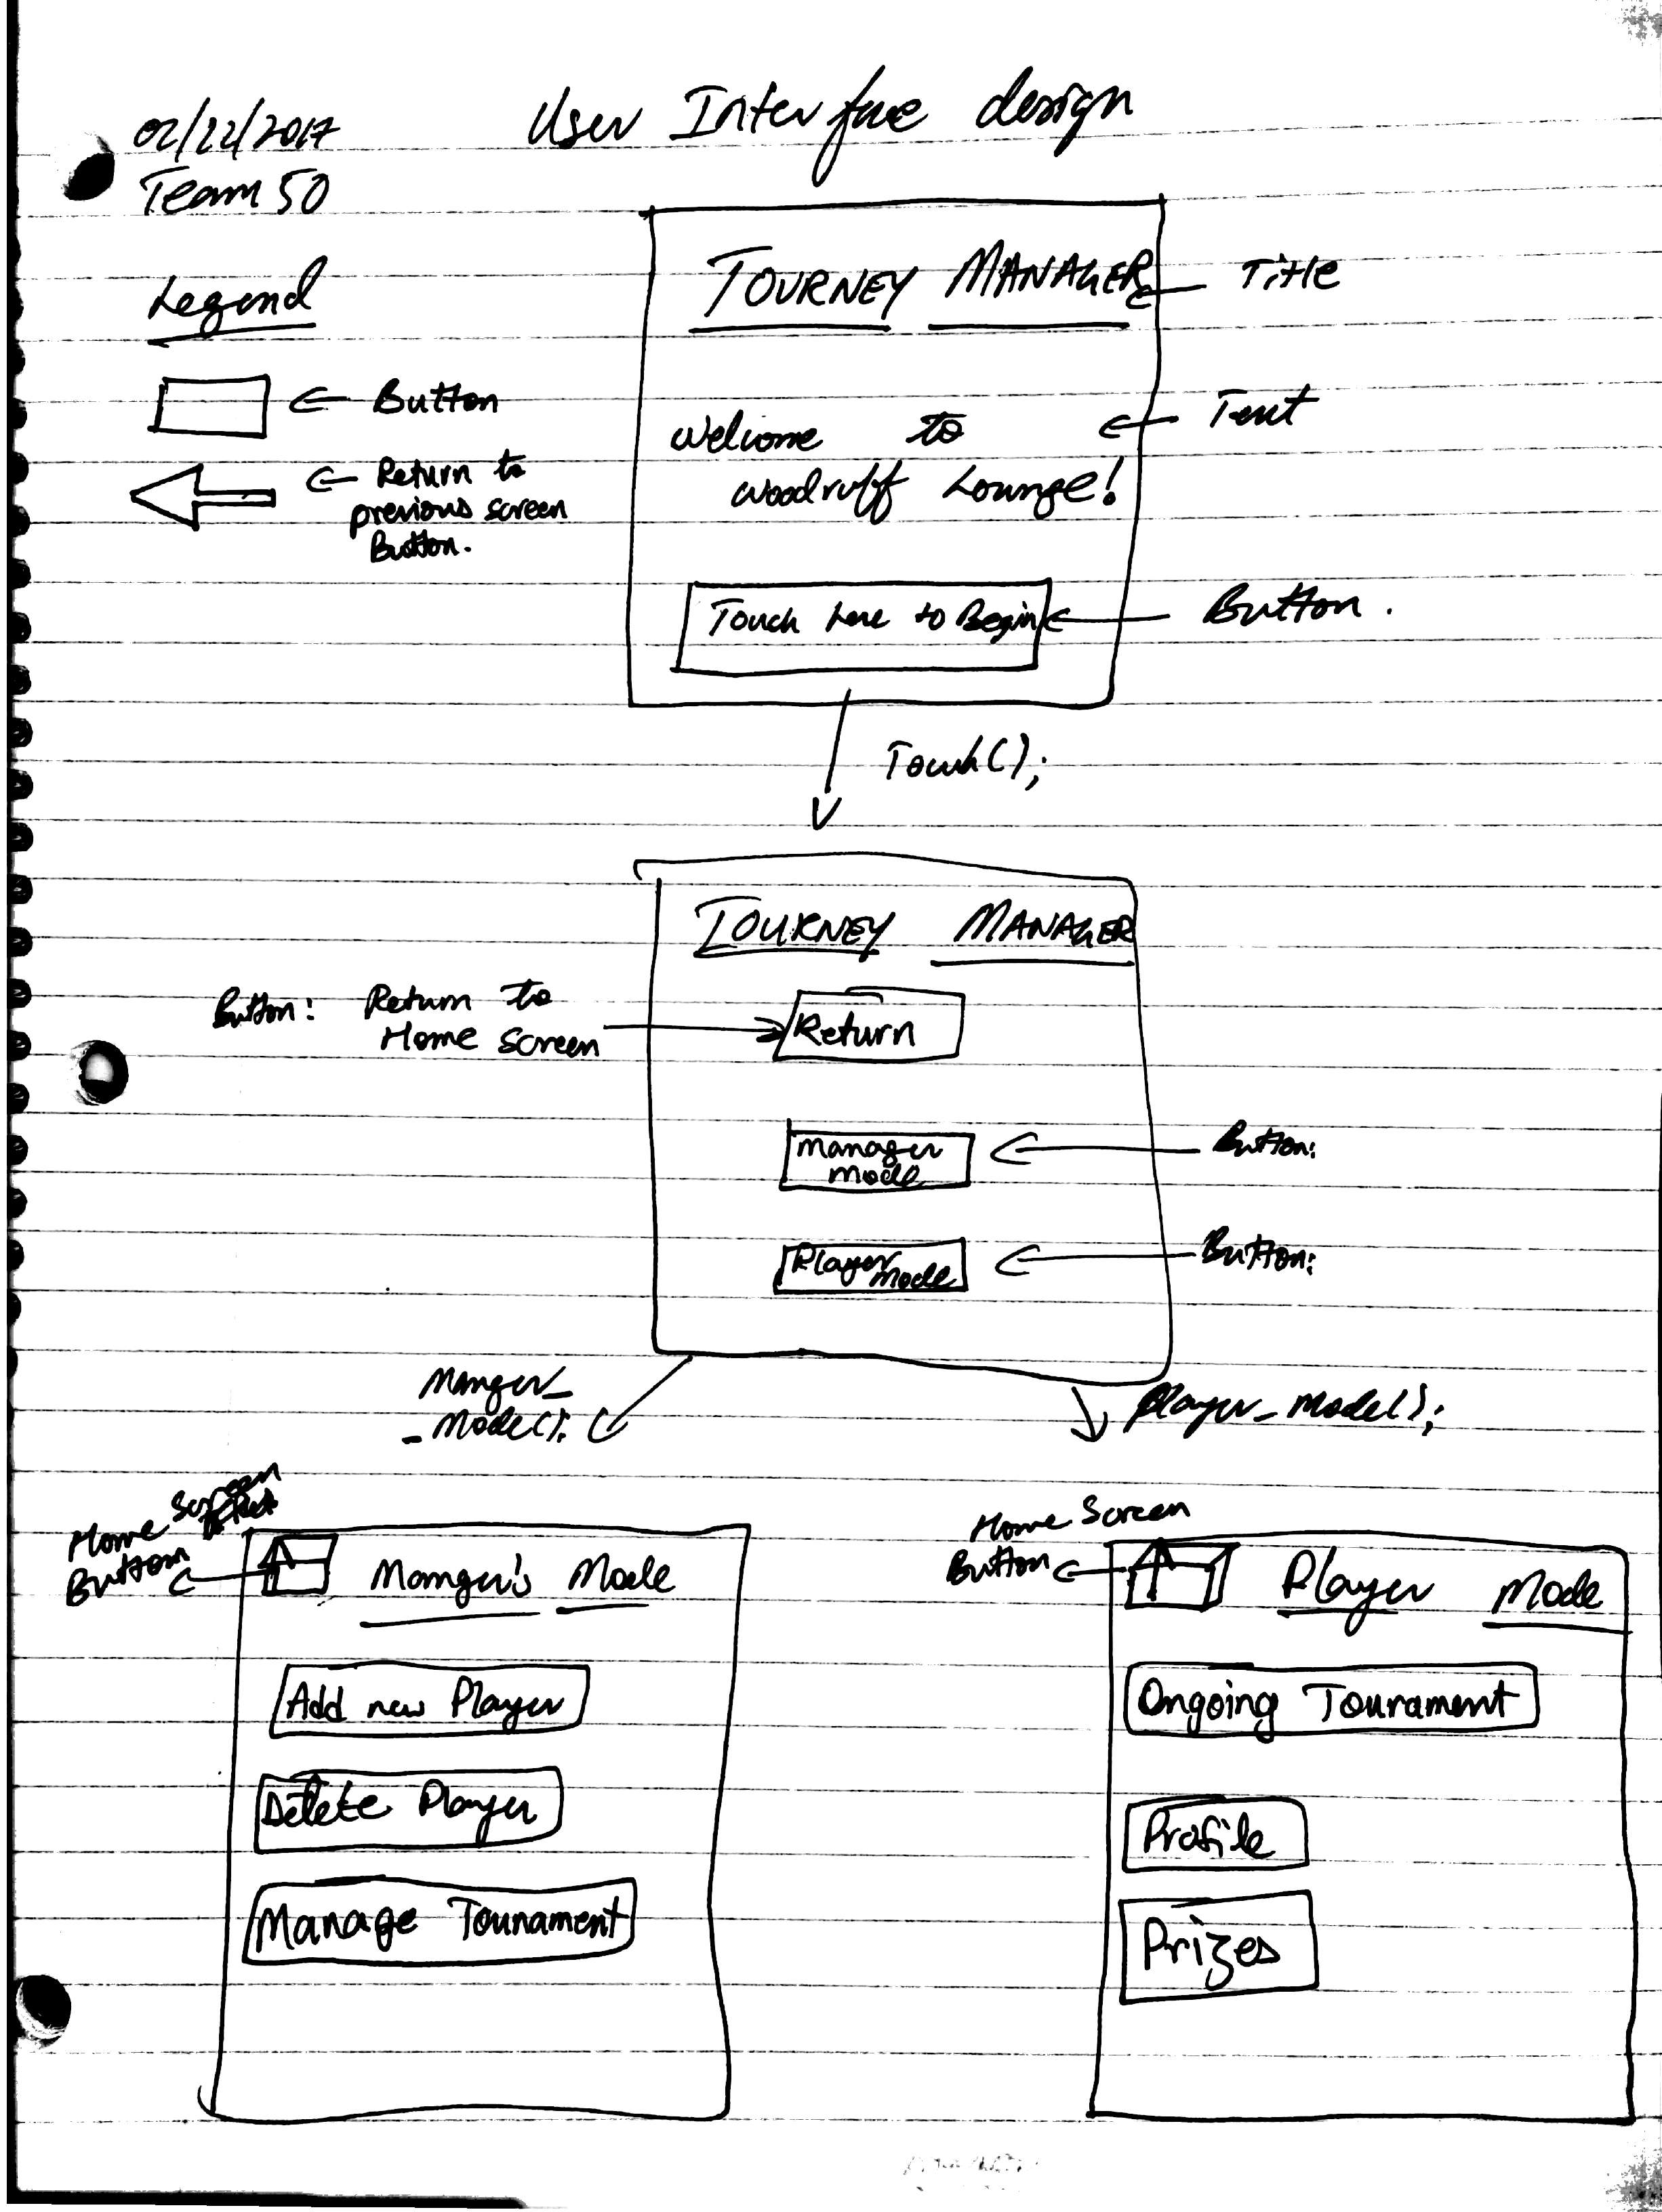 02/22/2017
Team 50
User Interface design
Legend
Button
Return to
previous screen
Button.
TOURNEY MANAGER
Title
Welcome to
Woodruff Lounge!
Text
Touch here to Begin
Button.
Touch();
TOURNEY MANAGER
Button: Return to
Home Screen
Return
Manager
Mode
Button:
Player
Mode
Button:
Manger_
_Mode();
Player_Mode();
Home Screen
Button
Manger's Mode
Add new Player
Delete Player
Manage Tounament
Home Screen
Button
Player Mode
Ongoing Tourament
Profile
Prizes